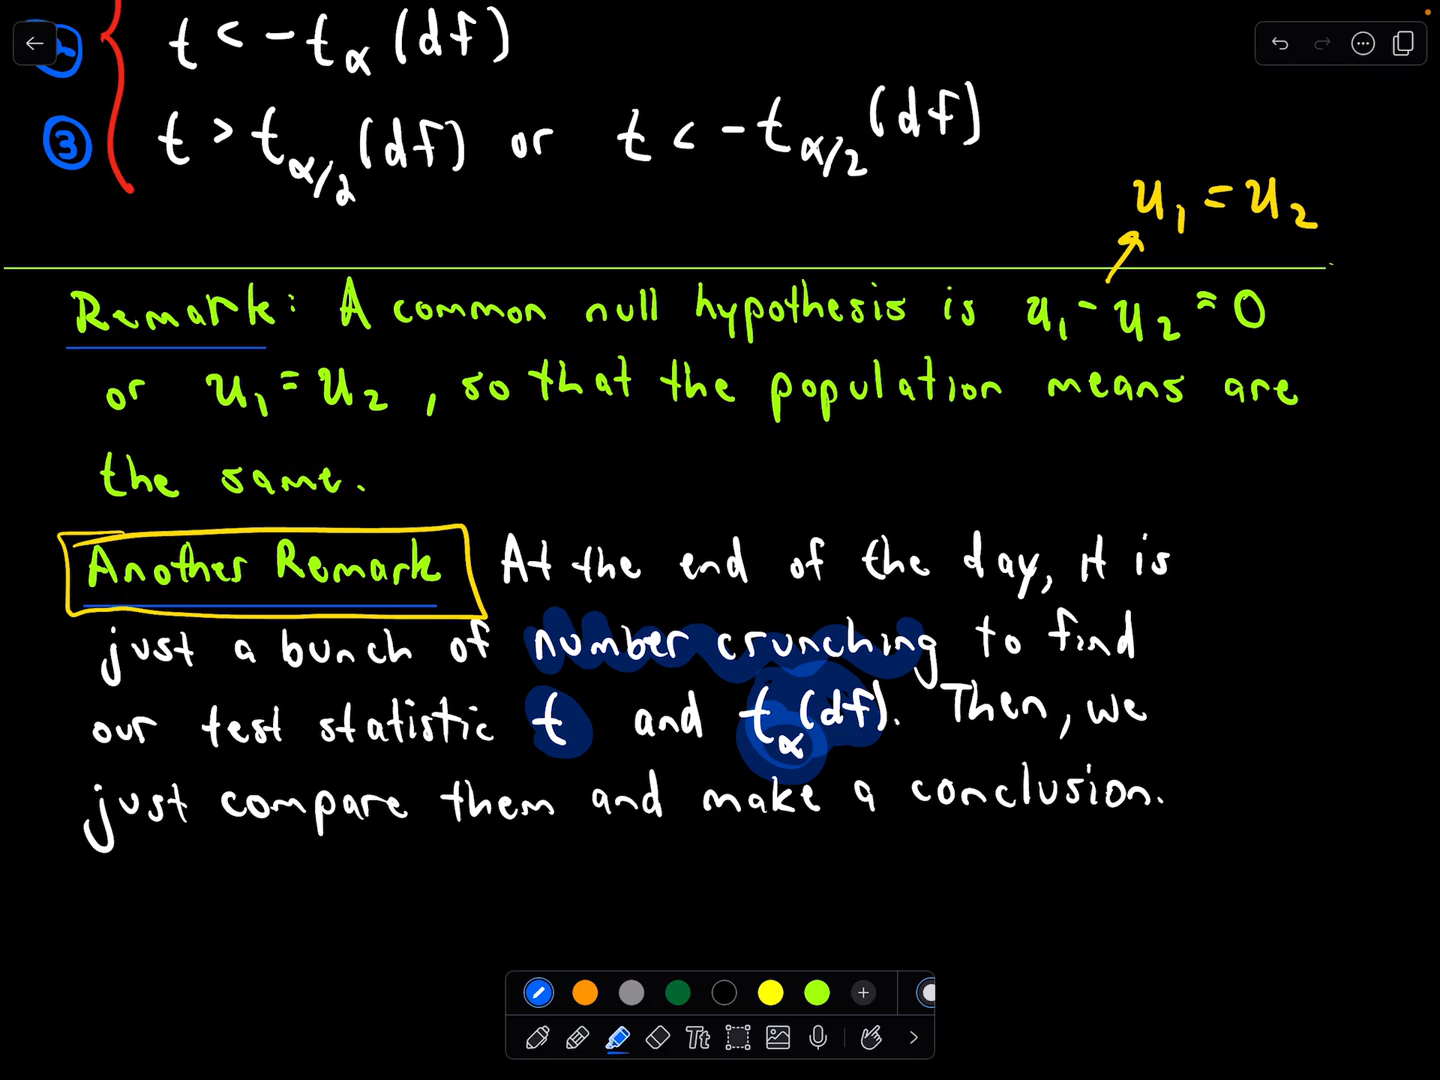 t < -tα (df)
③ t > tα/2 (df) or t < -tα/2 (df)
u₁ = u₂
Remark: A common null hypothesis is u₁ - u₂ = 0
or u₁ = u₂, so that the population means are
the same.
Another Remark At the end of the day, it is
just a bunch of number crunching to find
our test statistic t and tα (df). Then, we
just compare them and make a conclusion.
Tt